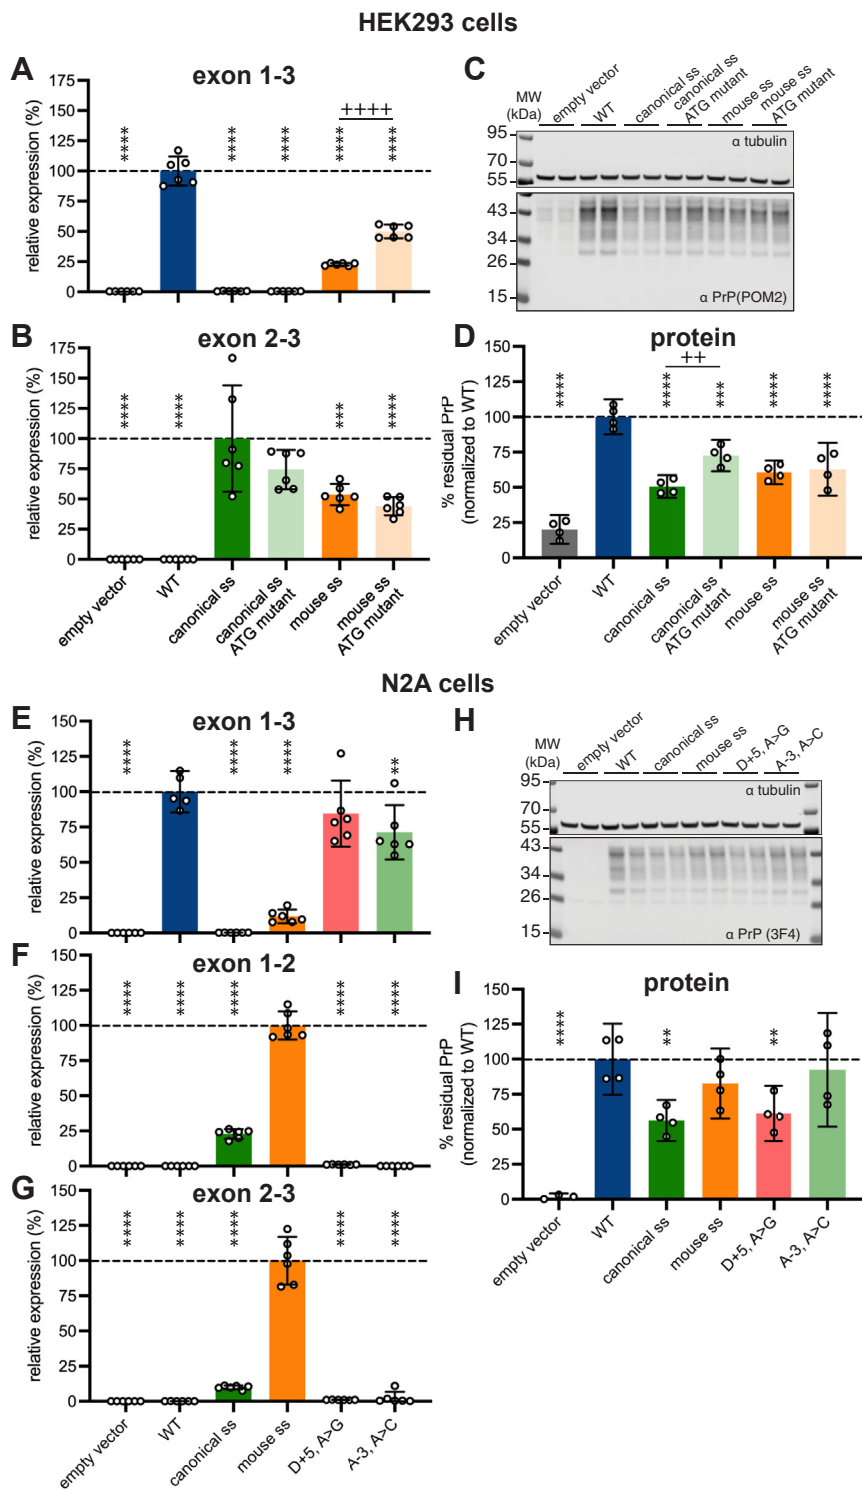 HEK293 cells
A
exon 1-3
relative expression (%)
175
150
125
100
75
50
25
0
****
****
****
****
****
++++
B
exon 2-3
relative expression (%)
175
150
125
100
75
50
25
0
****
****
***
****
empty vector
WT
canonical ss
canonical ss ATG mutant
mouse ss
mouse ss ATG mutant
C
MW (kDa)
empty vector
WT
canonical ss
canonical ss ATG mutant
mouse ss
mouse ss ATG mutant
95
70
55
α tubulin
43
34
26
15
α PrP(POM2)
D
protein
% residual PrP (normalized to WT)
150
125
100
75
50
25
0
****
****
***
****
****
++
empty vector
WT
canonical ss
canonical ss ATG mutant
mouse ss
mouse ss ATG mutant
N2A cells
E
exon 1-3
relative expression (%)
150
125
100
75
50
25
0
****
****
****
**
F
exon 1-2
relative expression (%)
150
125
100
75
50
25
0
****
****
****
****
****
G
exon 2-3
relative expression (%)
150
125
100
75
50
25
0
****
****
****
****
****
empty vector
WT
canonical ss
mouse ss
D+5, A>G
A-3, A>C
H
MW (kDa)
empty vector
WT
canonical ss
mouse ss
D+5, A>G
A-3, A>C
95
70
55
α tubulin
43
34
26
15
α PrP (3F4)
I
protein
% residual PrP (normalized to WT)
150
125
100
75
50
25
0
****
**
**
empty vector
WT
canonical ss
mouse ss
D+5, A>G
A-3, A>C